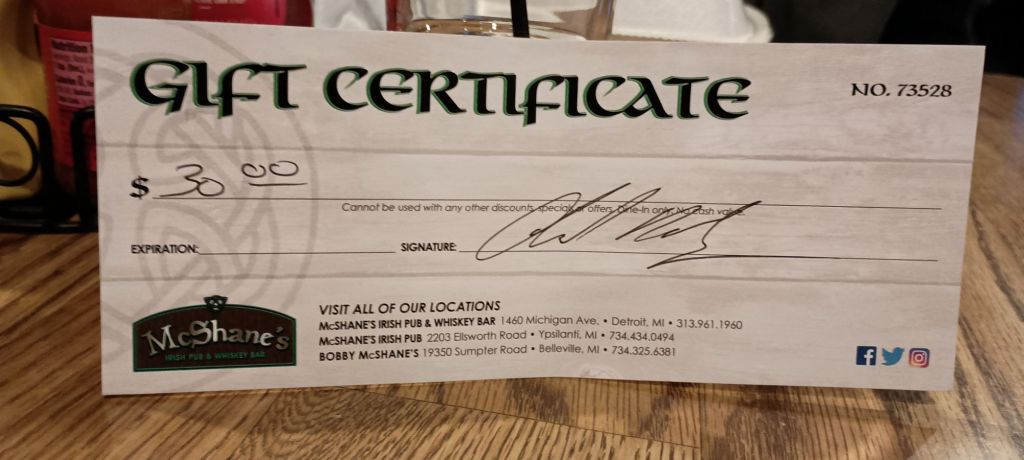 GIFT CERTIFICATE
NO. 73528
$ 30 00
Cannot be used with any other discounts, specials or offers. Dine-In only. No cash value.
EXPIRATION:
SIGNATURE:
McShane's
IRISH PUB & WHISKEY BAR
VISIT ALL OF OUR LOCATIONS
McSHANE'S IRISH PUB & WHISKEY BAR 1460 Michigan Ave. • Detroit, MI • 313.961.1960
McSHANE'S IRISH PUB 2203 Ellsworth Road • Ypsilanti, MI • 734.434.0494
BOBBY McSHANE'S 19350 Sumpter Road • Belleville, MI • 734.325.6381